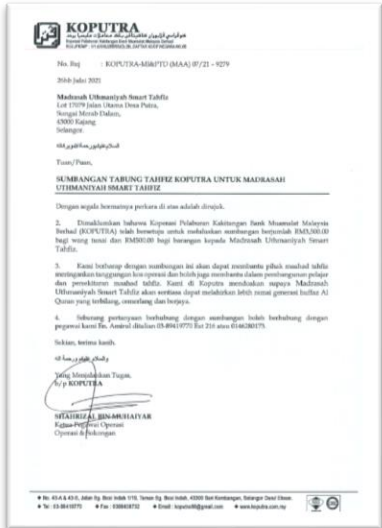 KOPUTRA
No. Ruj : KOPUTRA-MI&PTD (MAA) 07/21 - 9279
26hb Julai 2021
Madrasah Uthmaniyah Smart Tahfiz
Lot 17079 Jalan Utama Desa Putra,
Sungai Merab Dalam,
43000 Kajang
Selangor.
Tuan/Puan,
SUMBANGAN TABUNG TAHFIZ KOPUTRA UNTUK MADRASAH
UTHMANIYAH SMART TAHFIZ
Dengan segala hormatnya perkara di atas adalah dirujuk.
2. Dimaklumkan bahawa Koperasi Pelaburan Kakitangan Bank Muamalat Malaysia
Berhad (KOPUTRA) telah bersetuju untuk meluluskan sumbangan berjumlah RM3,500.00
bagi wang tunai dan RM500.00 bagi barangan kepada Madrasah Uthmaniyah Smart
Tahfiz.
3. Kami berharap dengan sumbangan ini akan dapat membantu pihak maahad tahfiz
meringankan tanggungan kos operasi dan boleh juga membantu dalam pembangunan pelajar
dan persekitaran maahad tahfiz. Kami di Koputra mendoakan supaya Madrasah
Uthmaniyah Smart Tahfiz akan sentiasa dapat melahirkan lebih ramai generasi huffaz Al
Quran yang terbilang, cemerlang dan berjaya.
4. Sebarang pertanyaan berhubung dengan sumbangan boleh berhubung dengan
pegawai kami En. Amirul ditalian 03-89419770 Ext 216 atau 0146280175.
Sekian, terima kasih.
Yang Menjalankan Tugas,
b/p KOPUTRA
SHAHRIZAL BIN MUHAIYAR
Ketua Pegawai Operasi
Operasi & Sokongan